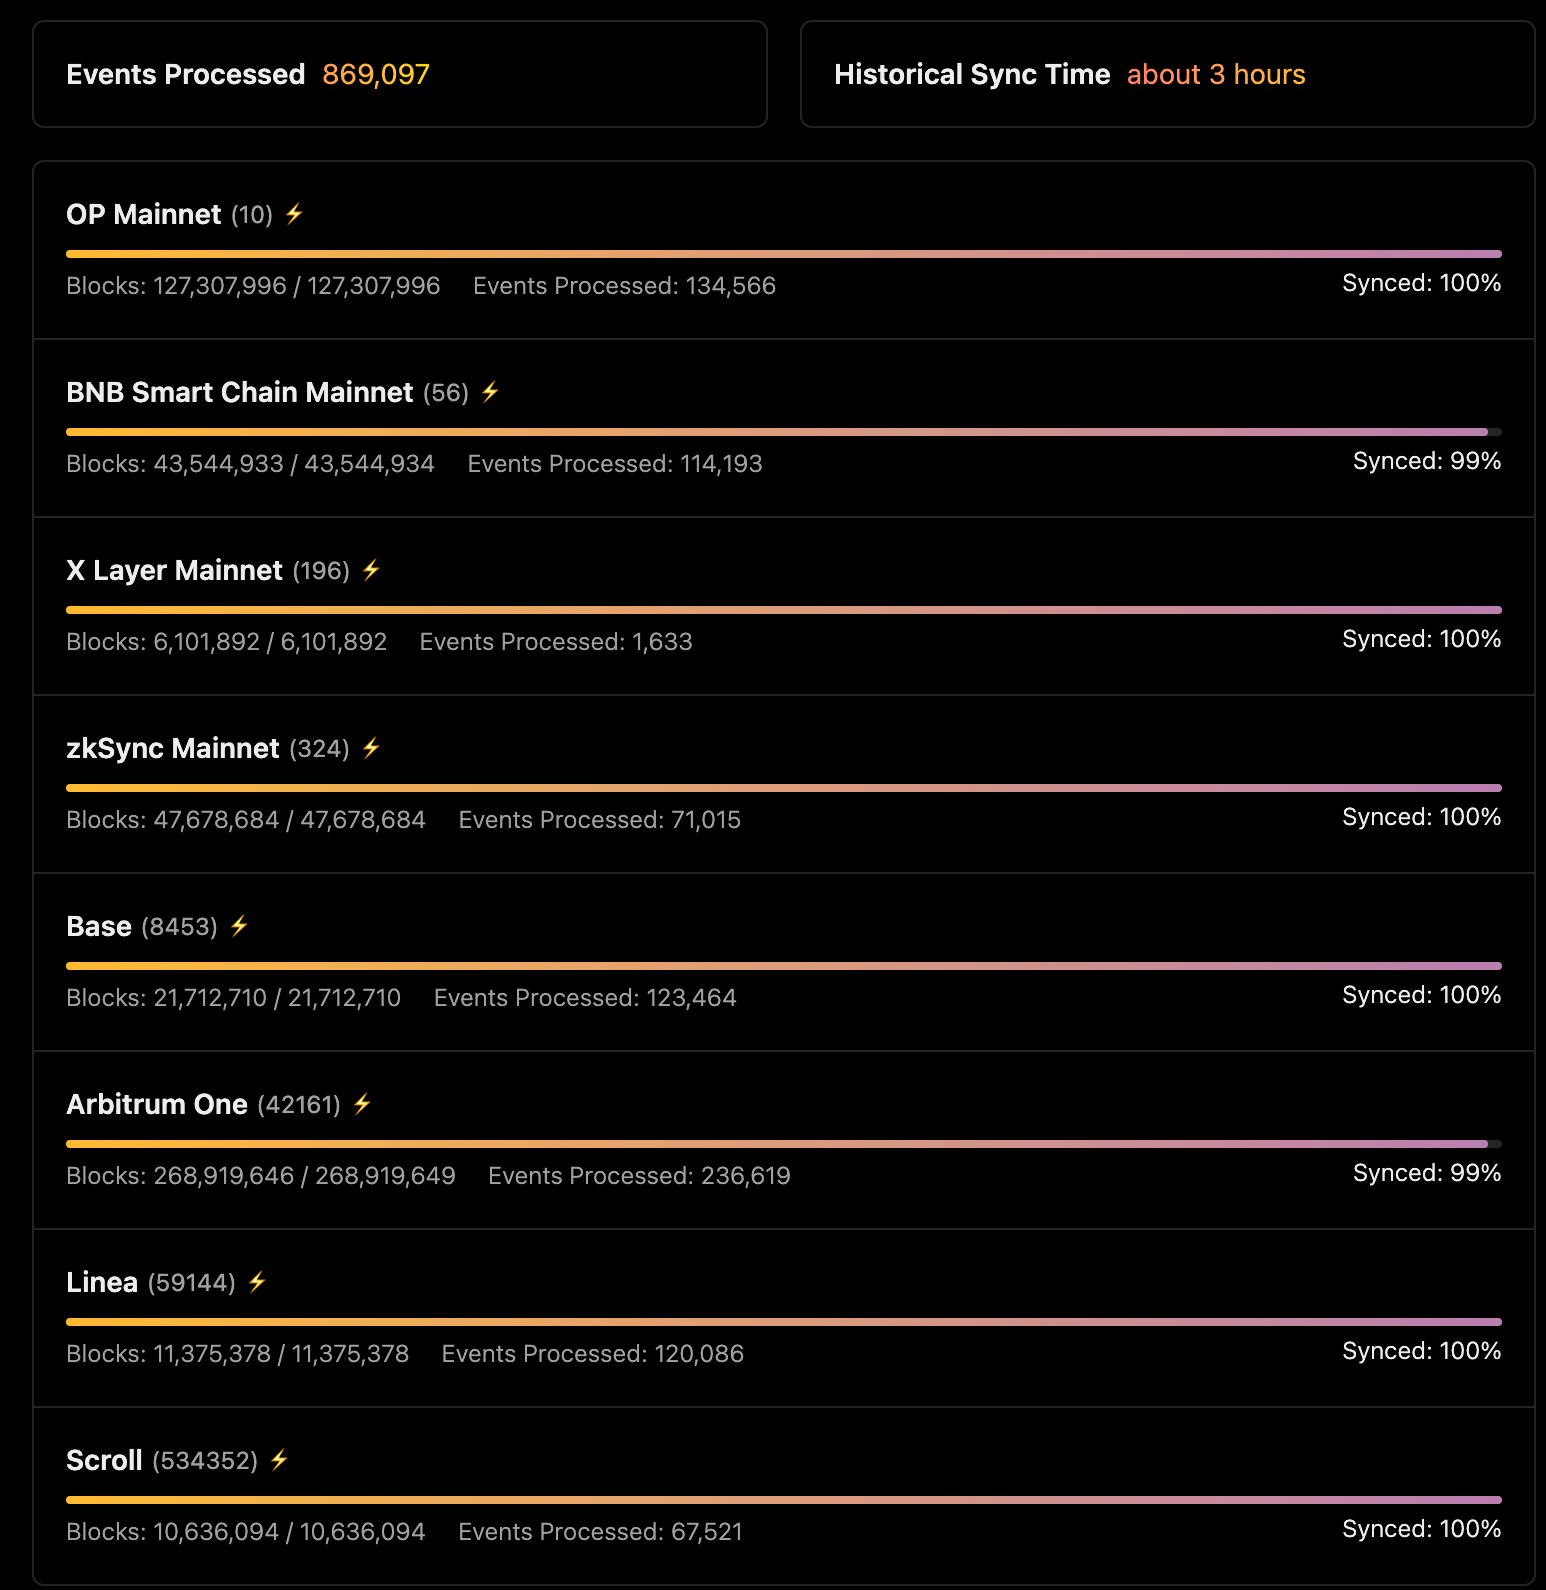 Events Processed 869,097
Historical Sync Time about 3 hours
OP Mainnet (10) ⚡
Blocks: 127,307,996 / 127,307,996 Events Processed: 134,566 Synced: 100%
BNB Smart Chain Mainnet (56) ⚡
Blocks: 43,544,933 / 43,544,934 Events Processed: 114,193 Synced: 99%
X Layer Mainnet (196) ⚡
Blocks: 6,101,892 / 6,101,892 Events Processed: 1,633 Synced: 100%
zkSync Mainnet (324) ⚡
Blocks: 47,678,684 / 47,678,684 Events Processed: 71,015 Synced: 100%
Base (8453) ⚡
Blocks: 21,712,710 / 21,712,710 Events Processed: 123,464 Synced: 100%
Arbitrum One (42161) ⚡
Blocks: 268,919,646 / 268,919,649 Events Processed: 236,619 Synced: 99%
Linea (59144) ⚡
Blocks: 11,375,378 / 11,375,378 Events Processed: 120,086 Synced: 100%
Scroll (534352) ⚡
Blocks: 10,636,094 / 10,636,094 Events Processed: 67,521 Synced: 100%